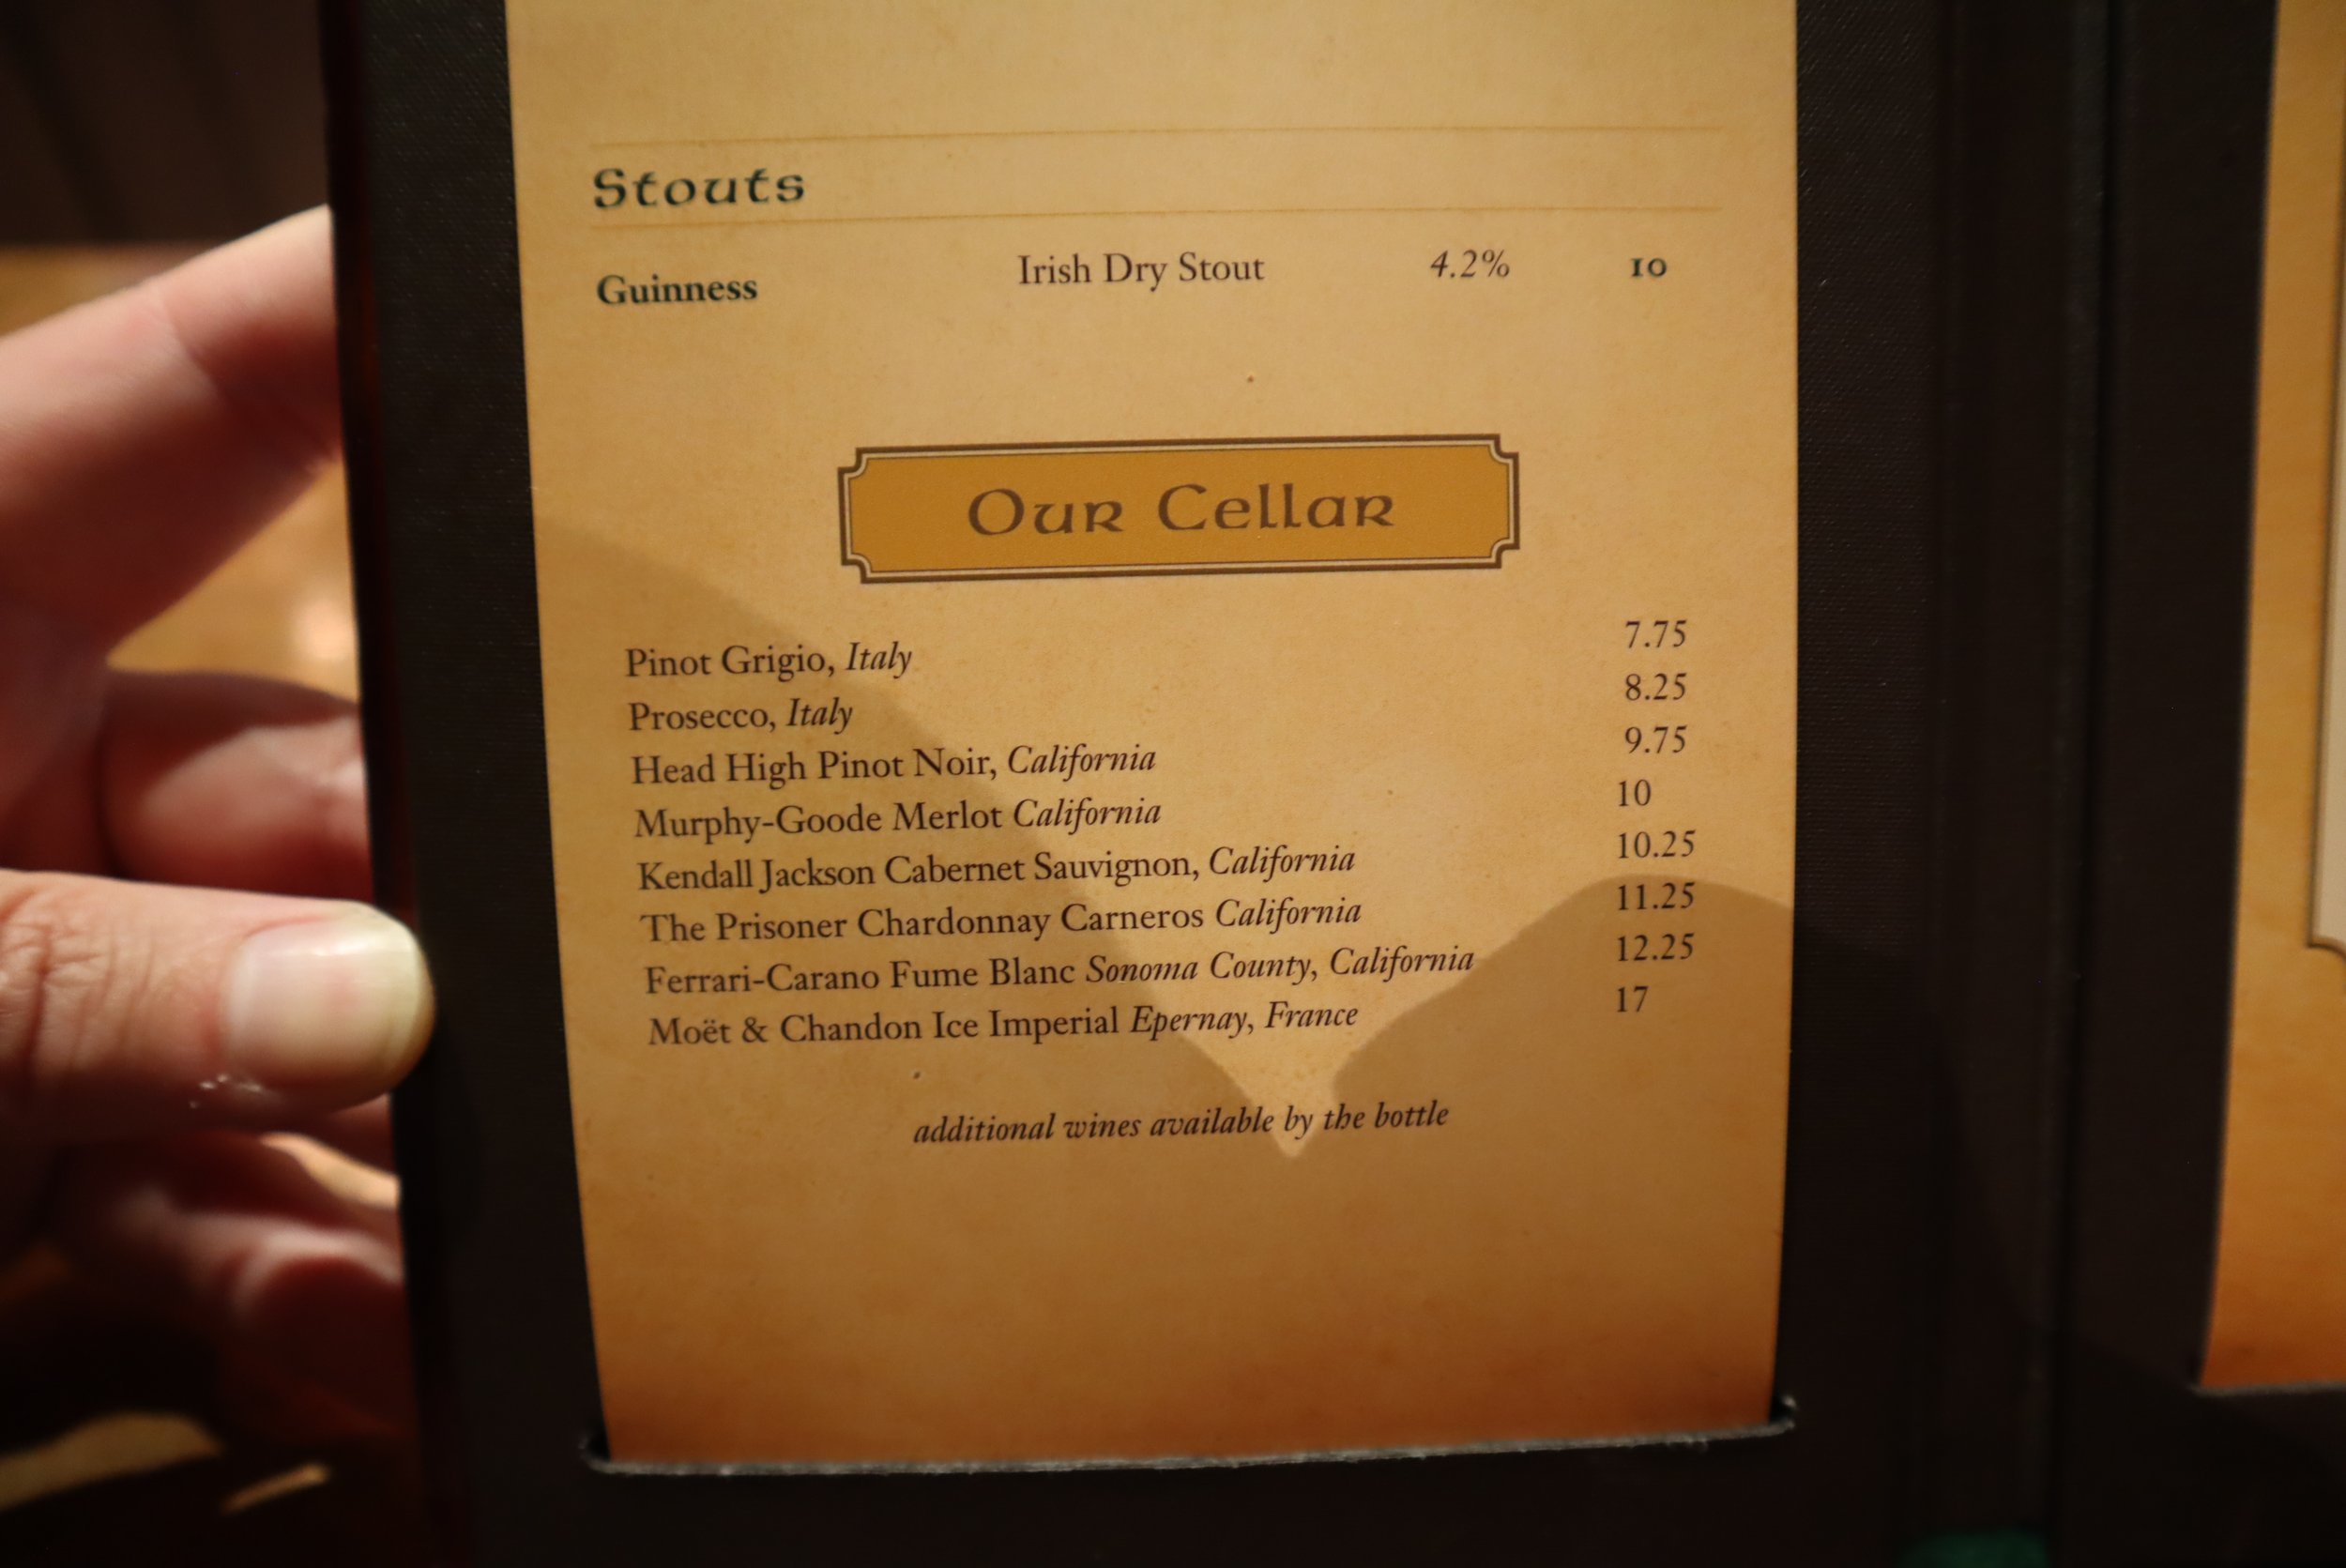 Stouts
Guinness Irish Dry Stout 4.2% 10
Our Cellar
Pinot Grigio, Italy 7.75
Prosecco, Italy 8.25
Head High Pinot Noir, California 9.75
Murphy-Goode Merlot California 10
Kendall Jackson Cabernet Sauvignon, California 10.25
The Prisoner Chardonnay Carneros California 11.25
Ferrari-Carano Fume Blanc Sonoma County, California 12.25
Moët & Chandon Ice Imperial Epernay, France 17
additional wines available by the bottle